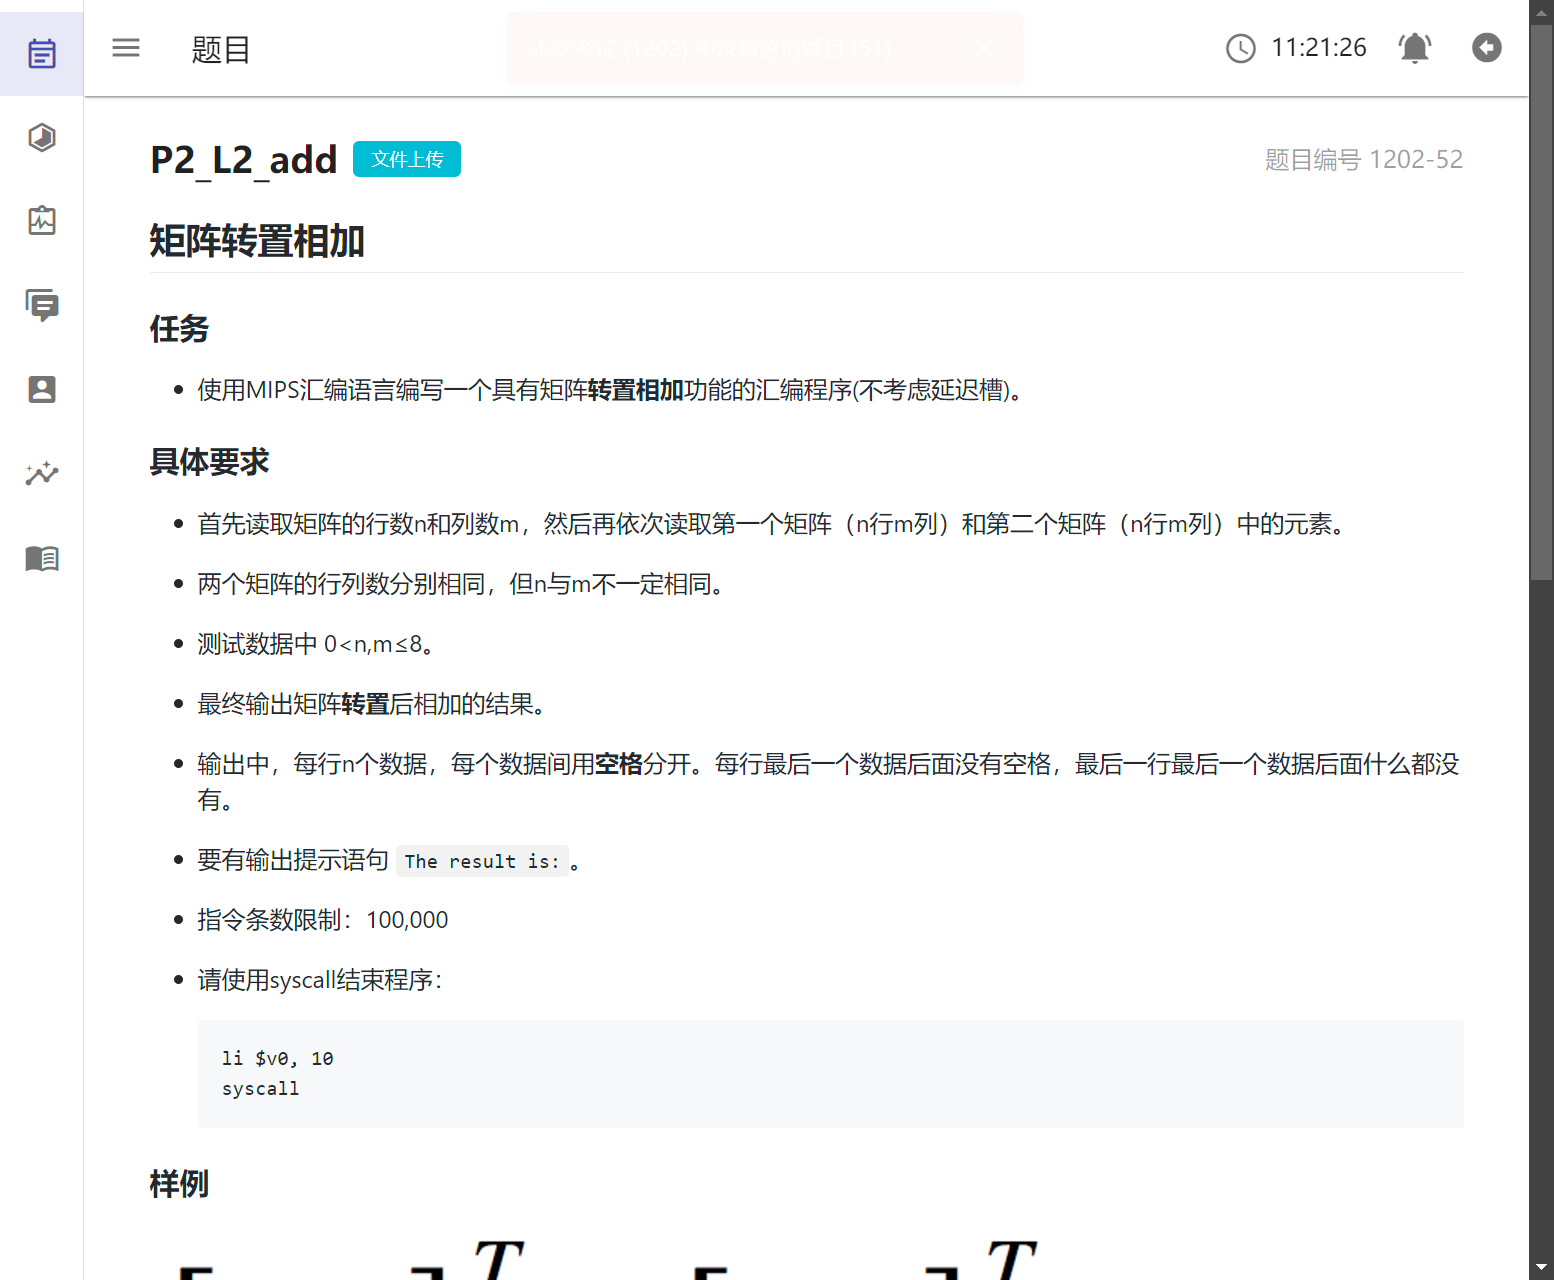 题目
本次考试 (1202) 中没有这道题目 (51)
11:21:26
P2_L2_add
文件上传
题目编号 1202-52
矩阵转置相加
任务
使用MIPS汇编语言编写一个具有矩阵转置相加功能的汇编程序(不考虑延迟槽)。
具体要求
首先读取矩阵的行数n和列数m，然后再依次读取第一个矩阵（n行m列）和第二个矩阵（n行m列）中的元素。
两个矩阵的行列数分别相同，但n与m不一定相同。
测试数据中 0<n,m≤8。
最终输出矩阵转置后相加的结果。
输出中，每行n个数据，每个数据间用空格分开。每行最后一个数据后面没有空格，最后一行最后一个数据后面什么都没
有。
要有输出提示语句 The result is:。
指令条数限制：100,000
请使用syscall结束程序：
li $v0, 10
syscall
样例
T T